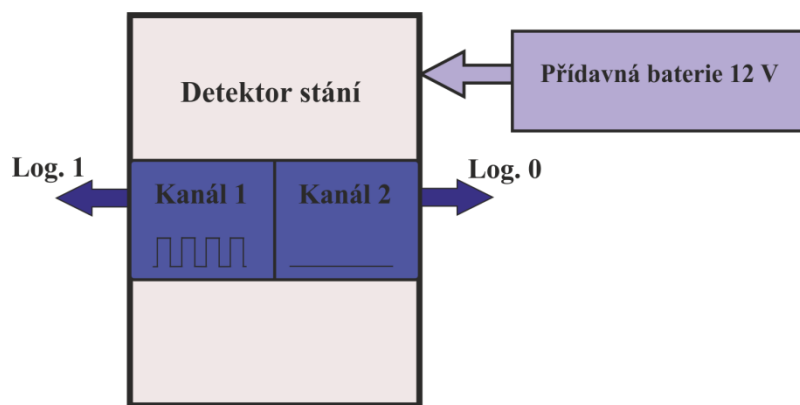 Přídavná baterie 12 V
Detektor stání
Log. 1
Log. 0
Kanál 1
Kanál 2